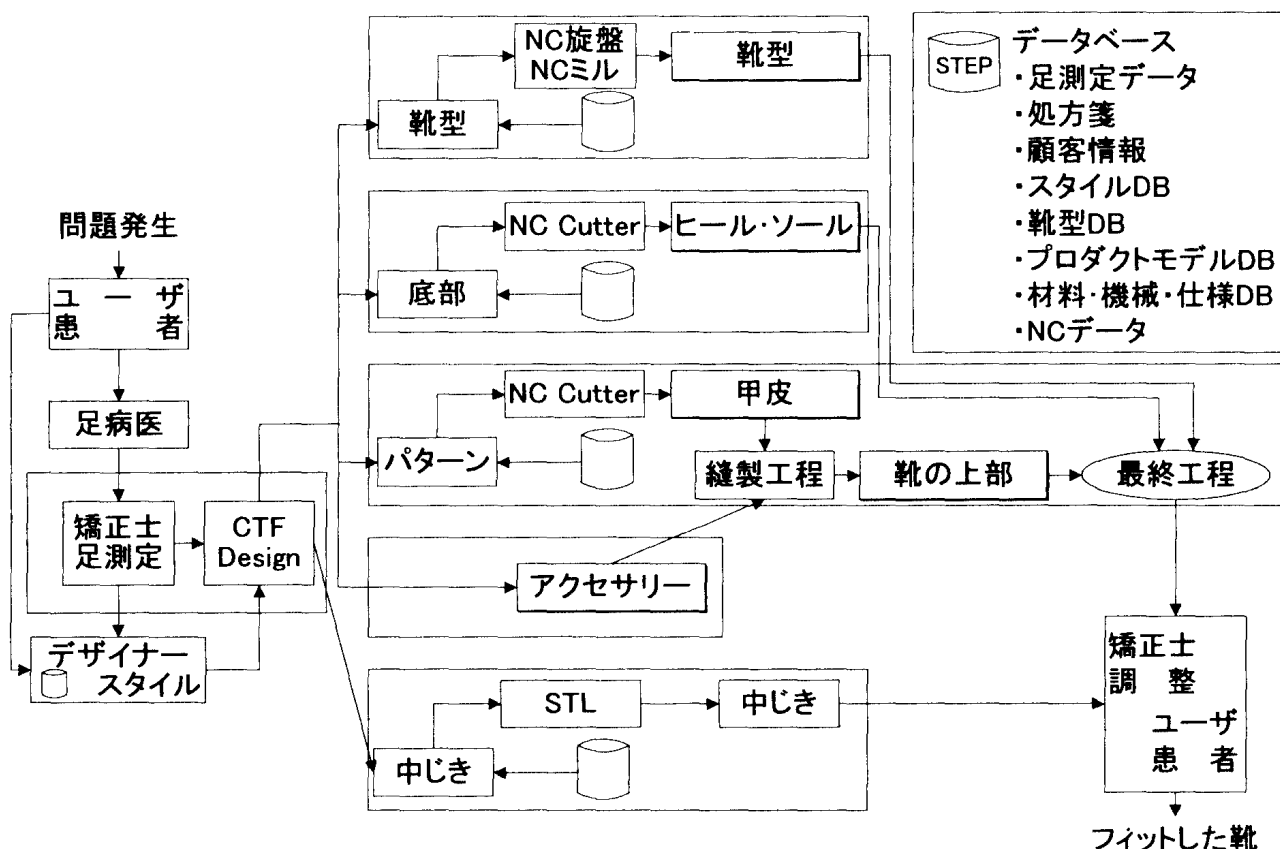 問題発生
ユーザ
患者
足病医
矯正士
足測定
CTF
Design
デザイナー
スタイル
NC旋盤
NCミル
靴型
靴型
NC Cutter
ヒール・ソール
底部
NC Cutter
甲皮
パターン
縫製工程
靴の上部
最終工程
アクセサリー
STL
中じき
中じき
STEP
データベース
・足測定データ
・処方箋
・顧客情報
・スタイルDB
・靴型DB
・プロダクトモデルDB
・材料・機械・仕様DB
・NCデータ
矯正士
調整
ユーザ
患者
フィットした靴